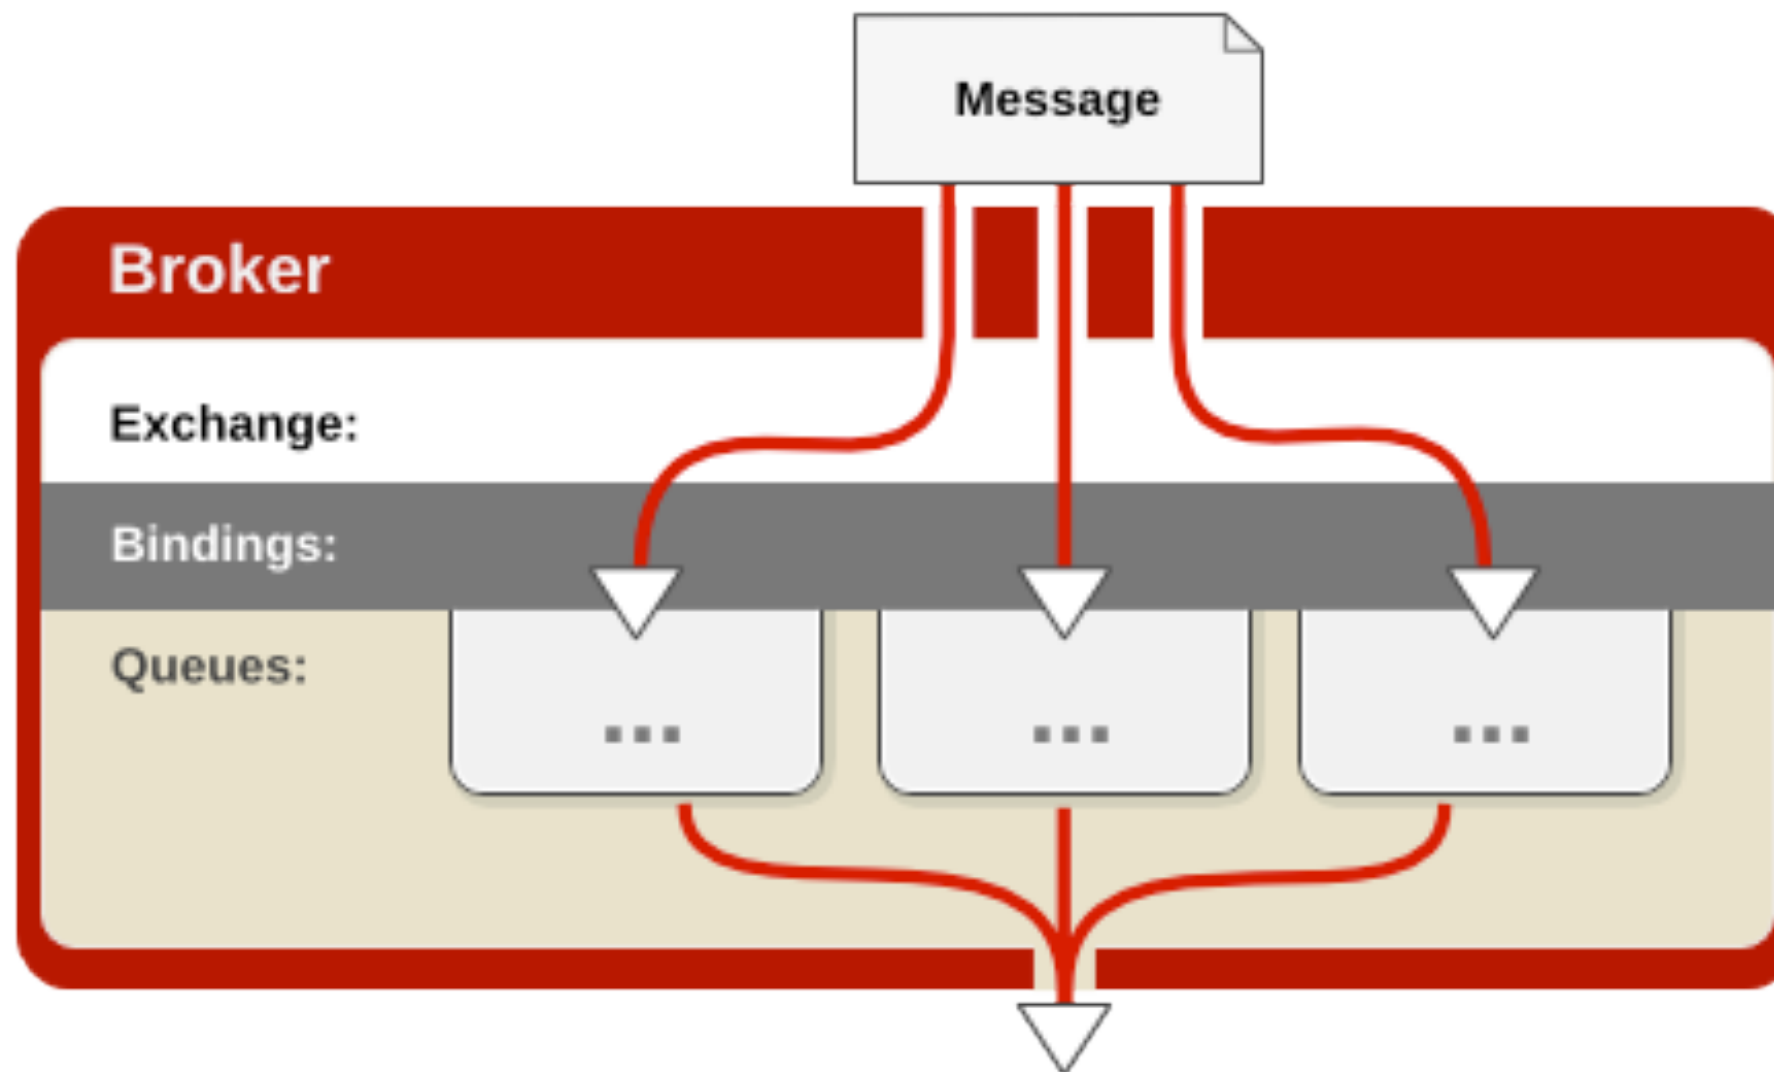 Message
Broker
Exchange:
Bindings:
Queues:
...
...
...